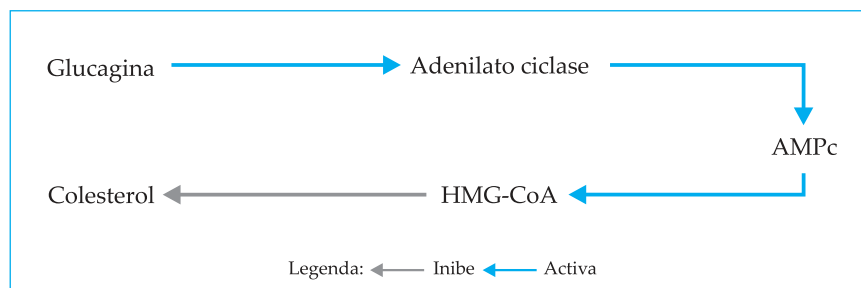 Glucagina Adenilato ciclase
AMPc
Colesterol HMG-CoA
Legenda: Inibe Activa